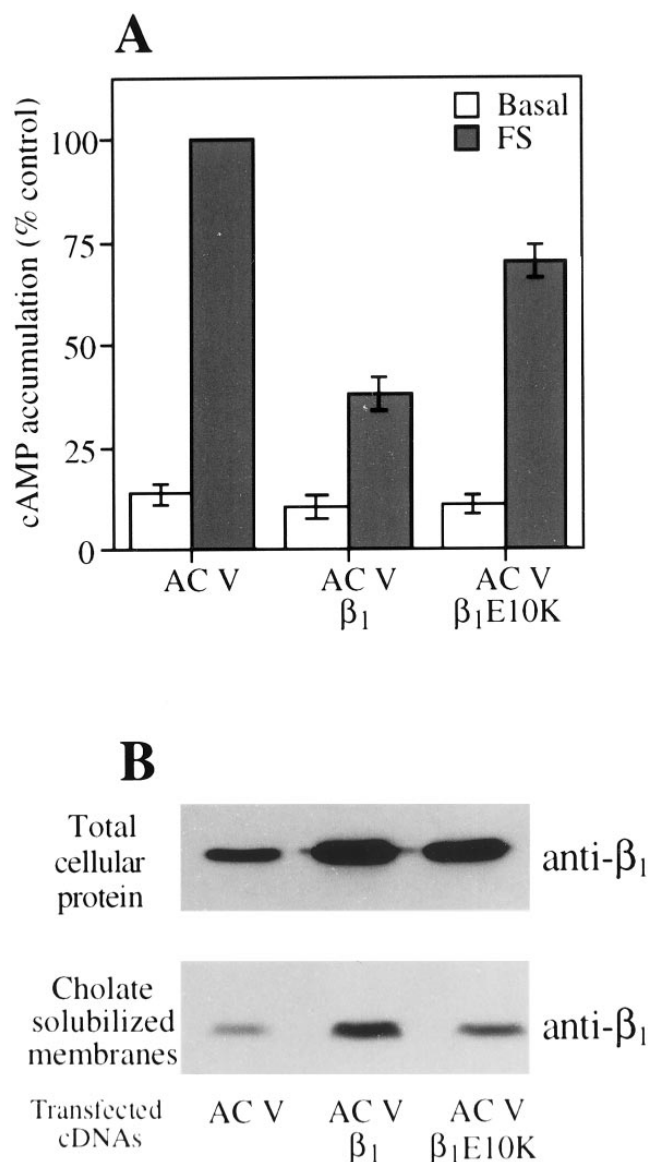 A
cAMP accumulation (% control)
100
75
50
25
0
Basal
FS
AC V
AC V
AC V
β1
β1E10K
B
Total
cellular
protein
anti-β1
Cholate
solubilized
membranes
anti-β1
Transfected
cDNAs
AC V
AC V
AC V
β1
β1E10K